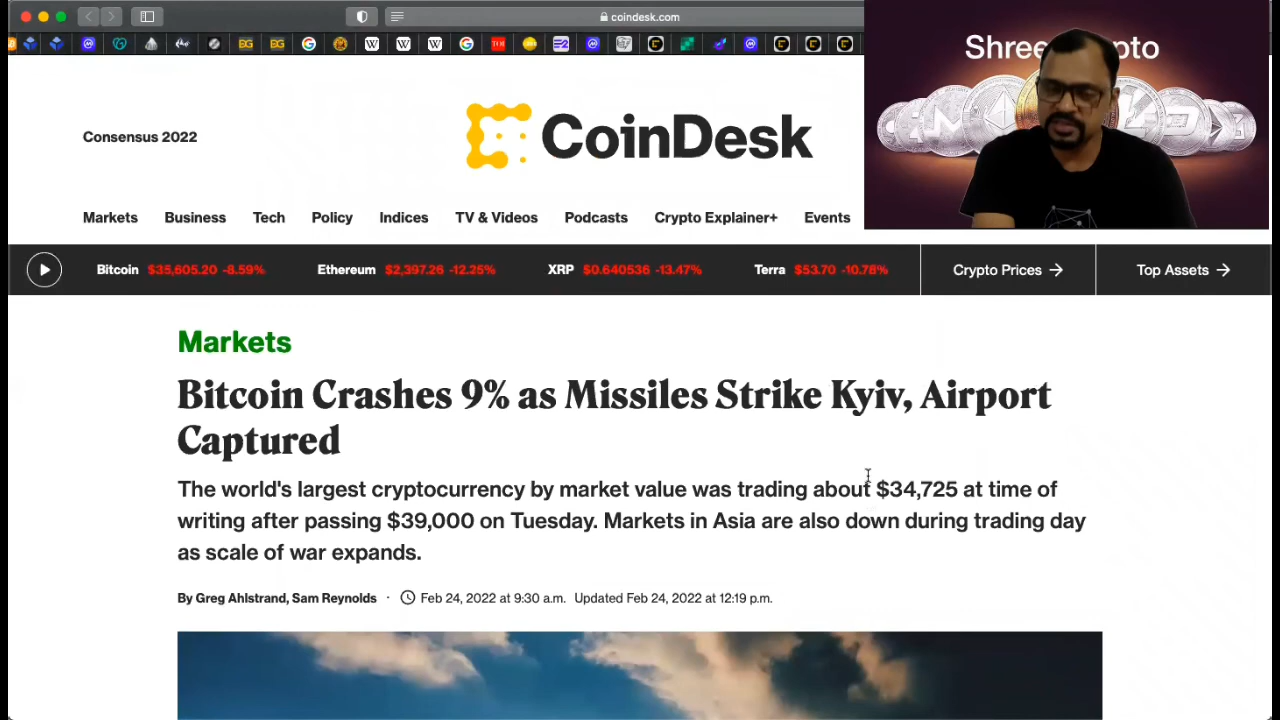 coindesk.com
Shree
pto
Consensus 2022
CoinDesk
Markets Business Tech Policy Indices TV & Videos Podcasts Crypto Explainer+ Events
Bitcoin $35,605.20 -8.59% Ethereum $2,397.26 -12.25% XRP $0.640536 -13.47% Terra $53.70 -10.78% Crypto Prices → Top Assets →
Markets
Bitcoin Crashes 9% as Missiles Strike Kyiv, Airport
Captured
The world's largest cryptocurrency by market value was trading about $34,725 at time of
writing after passing $39,000 on Tuesday. Markets in Asia are also down during trading day
as scale of war expands.
By Greg Ahlstrand, Sam Reynolds · Feb 24, 2022 at 9:30 a.m. Updated Feb 24, 2022 at 12:19 p.m.